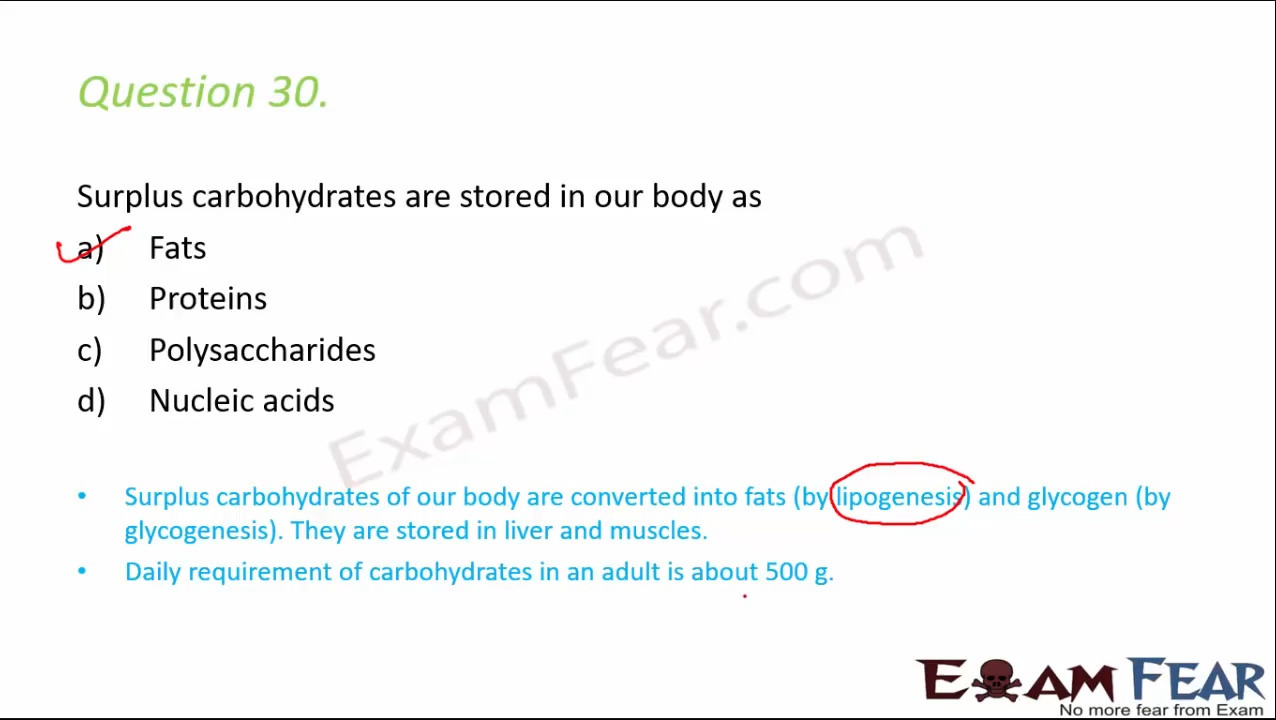 Question 30.
Surplus carbohydrates are stored in our body as
a) Fats
b) Proteins
c) Polysaccharides
d) Nucleic acids
ExamFear.com
• Surplus carbohydrates of our body are converted into fats (by lipogenesis) and glycogen (by
glycogenesis). They are stored in liver and muscles.
• Daily requirement of carbohydrates in an adult is about 500 g.
EXAM FEAR
No more fear from Exam